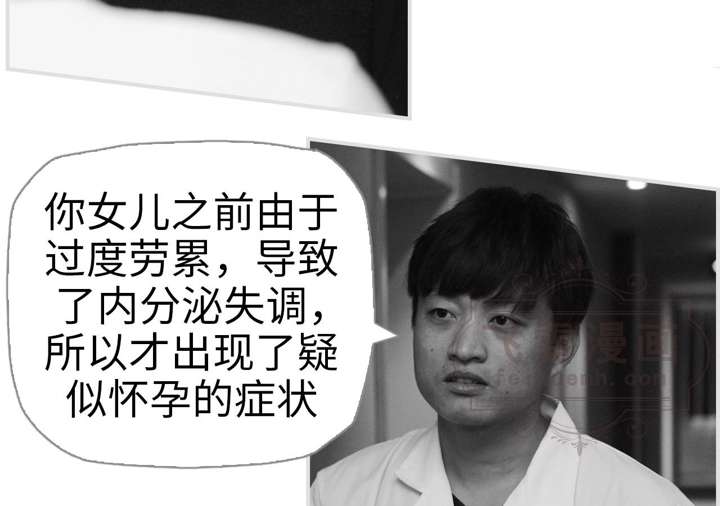 你女儿之前由于
过度劳累，导致
了内分泌失调，
所以才出现了疑
似怀孕的症状